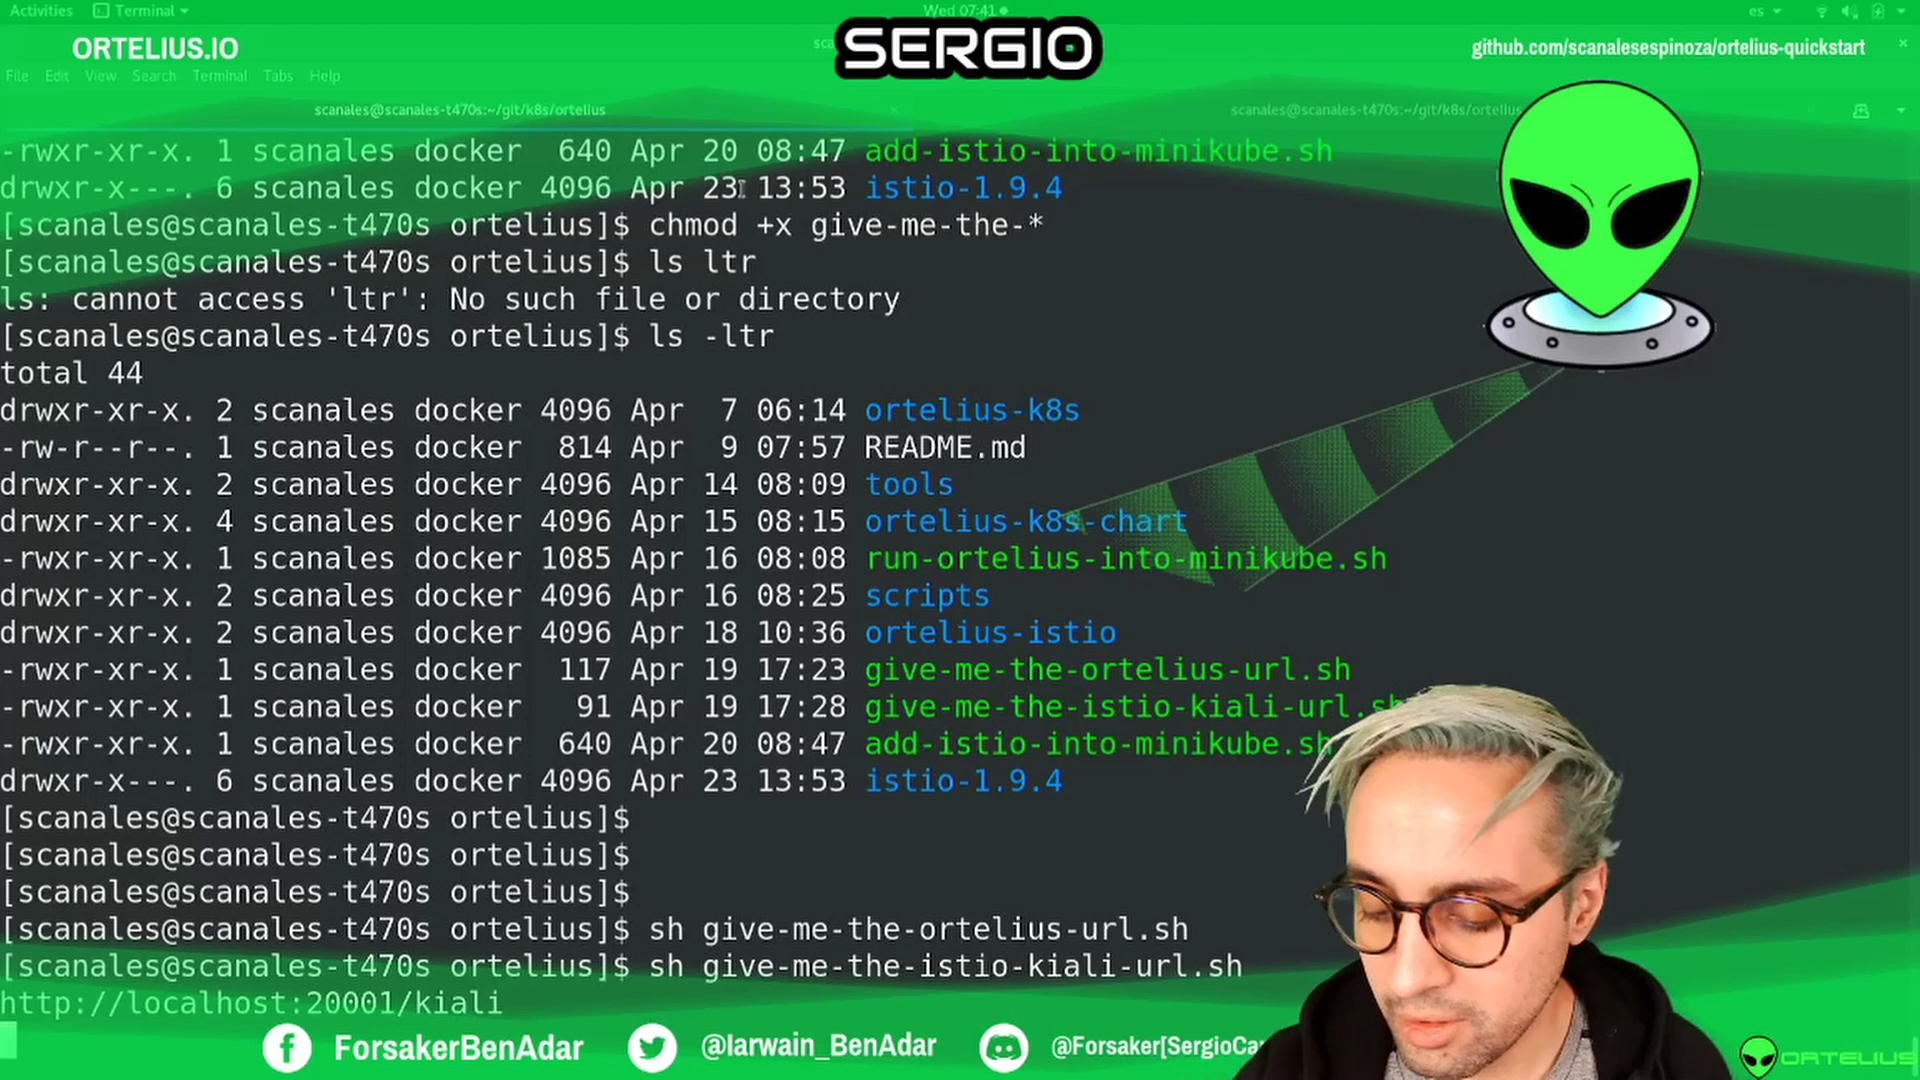 Activities Terminal Wed 07:41 es
ORTELIUS.IO
SERGIO
github.com/scanalesespinoza/ortelius-quickstart
File Edit View Search Terminal Tabs Help
scanales@scanales-t470s:~/git/k8s/ortelius scanales@scanales-t470s:~/git/k8s/ortelius
-rwxr-xr-x. 1 scanales docker 640 Apr 20 08:47 add-istio-into-minikube.sh
drwxr-x---. 6 scanales docker 4096 Apr 23 13:53 istio-1.9.4
[scanales@scanales-t470s ortelius]$ chmod +x give-me-the-*
[scanales@scanales-t470s ortelius]$ ls ltr
ls: cannot access 'ltr': No such file or directory
[scanales@scanales-t470s ortelius]$ ls -ltr
total 44
drwxr-xr-x. 2 scanales docker 4096 Apr 7 06:14 ortelius-k8s
-rw-r--r--. 1 scanales docker 814 Apr 9 07:57 README.md
drwxr-xr-x. 2 scanales docker 4096 Apr 14 08:09 tools
drwxr-xr-x. 4 scanales docker 4096 Apr 15 08:15 ortelius-k8s-chart
-rwxr-xr-x. 1 scanales docker 1085 Apr 16 08:08 run-ortelius-into-minikube.sh
drwxr-xr-x. 2 scanales docker 4096 Apr 16 08:25 scripts
drwxr-xr-x. 2 scanales docker 4096 Apr 18 10:36 ortelius-istio
-rwxr-xr-x. 1 scanales docker 117 Apr 19 17:23 give-me-the-ortelius-url.sh
-rwxr-xr-x. 1 scanales docker 91 Apr 19 17:28 give-me-the-istio-kiali-url.sh
-rwxr-xr-x. 1 scanales docker 640 Apr 20 08:47 add-istio-into-minikube.sh
drwxr-x---. 6 scanales docker 4096 Apr 23 13:53 istio-1.9.4
[scanales@scanales-t470s ortelius]$
[scanales@scanales-t470s ortelius]$
[scanales@scanales-t470s ortelius]$
[scanales@scanales-t470s ortelius]$ sh give-me-the-ortelius-url.sh
[scanales@scanales-t470s ortelius]$ sh give-me-the-istio-kiali-url.sh
http://localhost:20001/kiali
ForsakerBenAdar @Iarwain_BenAdar @Forsaker[SergioCa
ORTELIUS